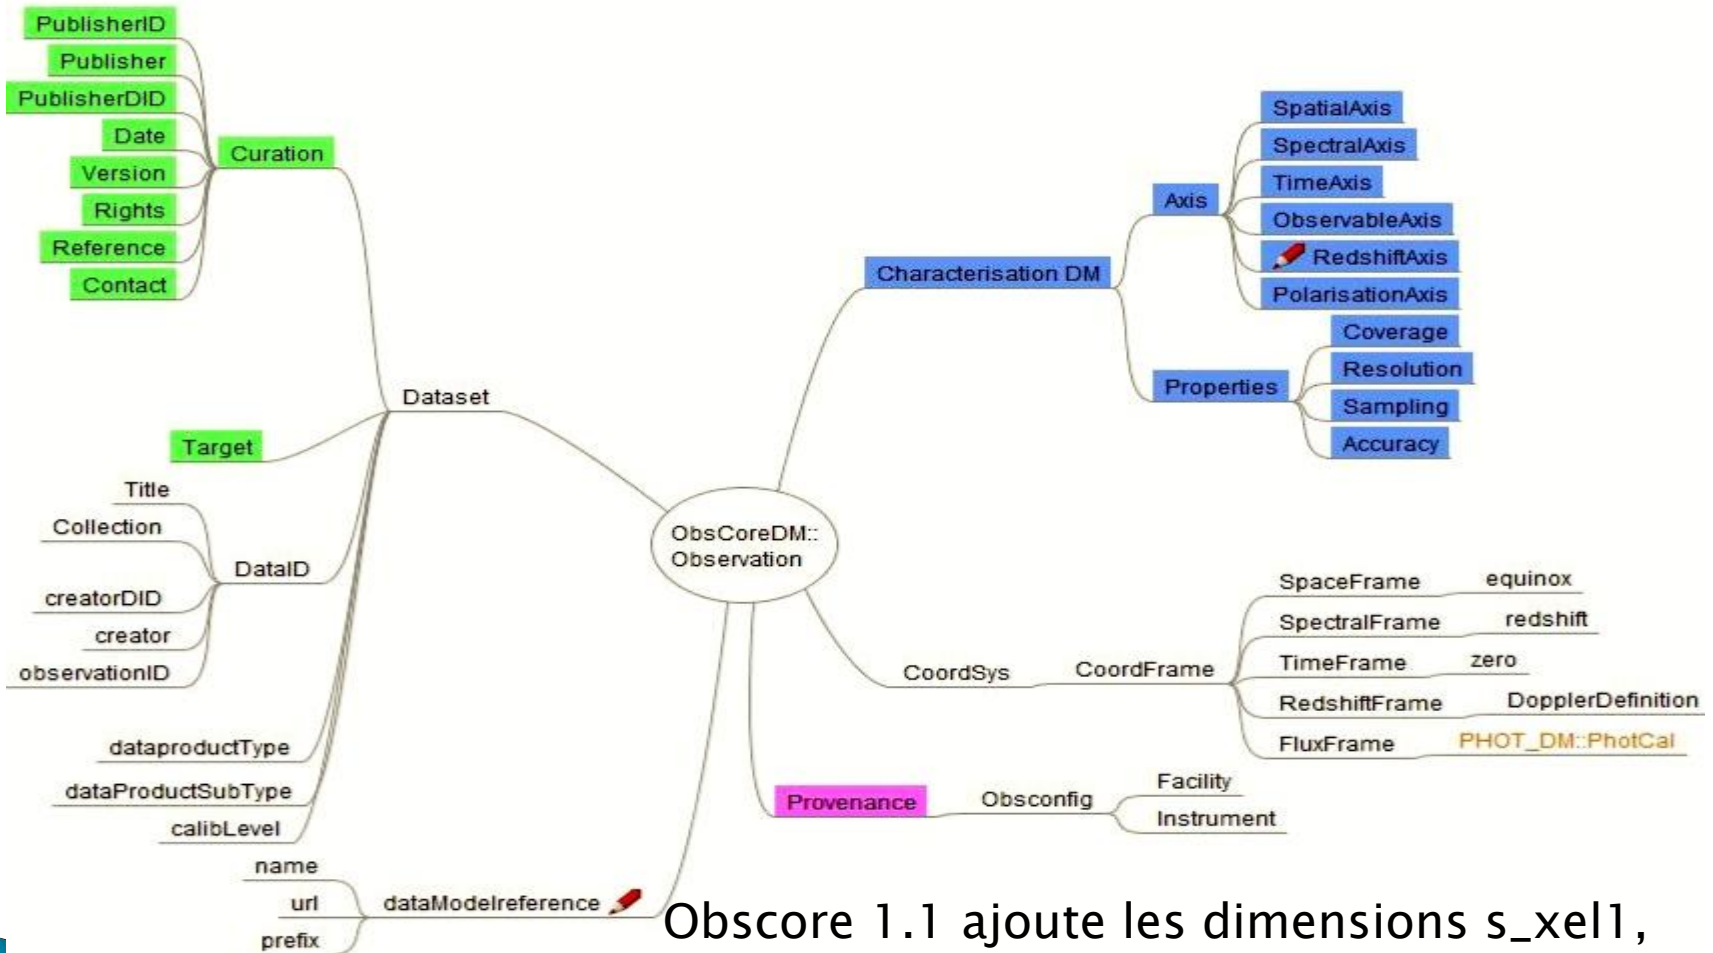 PublisherID
Publisher
PublisherDID
Date
Version
Rights
Reference
Contact
Curation
Dataset
Target
Title
Collection
DataID
creatorDID
creator
observationID
dataproductType
dataProductSubType
calibLevel
name
url
prefix
dataModelreference
ObsCoreDM::
Observation
Characterisation DM
Axis
SpatialAxis
SpectralAxis
TimeAxis
ObservableAxis
RedshiftAxis
PolarisationAxis
Properties
Coverage
Resolution
Sampling
Accuracy
CoordSys
CoordFrame
SpaceFrame
equinox
SpectralFrame
redshift
TimeFrame
zero
RedshiftFrame
DopplerDefinition
FluxFrame
PHOT_DM::PhotCal
Provenance
Obsconfig
Facility
Instrument
Obscore 1.1 ajoute les dimensions s_xel1,